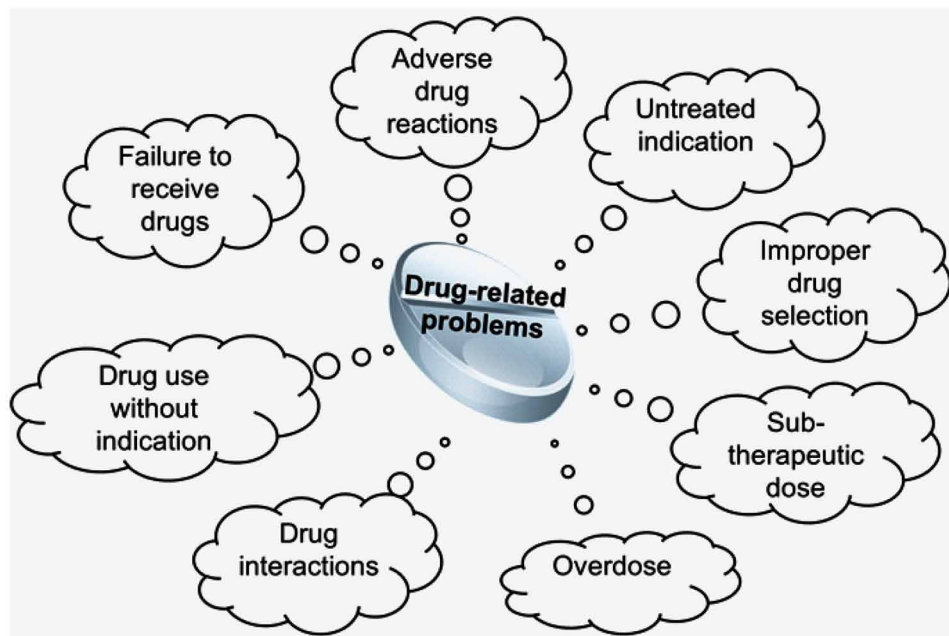 Adverse
drug
reactions
Untreated
indication
Failure to
receive
drugs
Improper
drug
selection
Drug-related
problems
Drug use
without
indication
Sub-
therapeutic
dose
Drug
interactions
Overdose